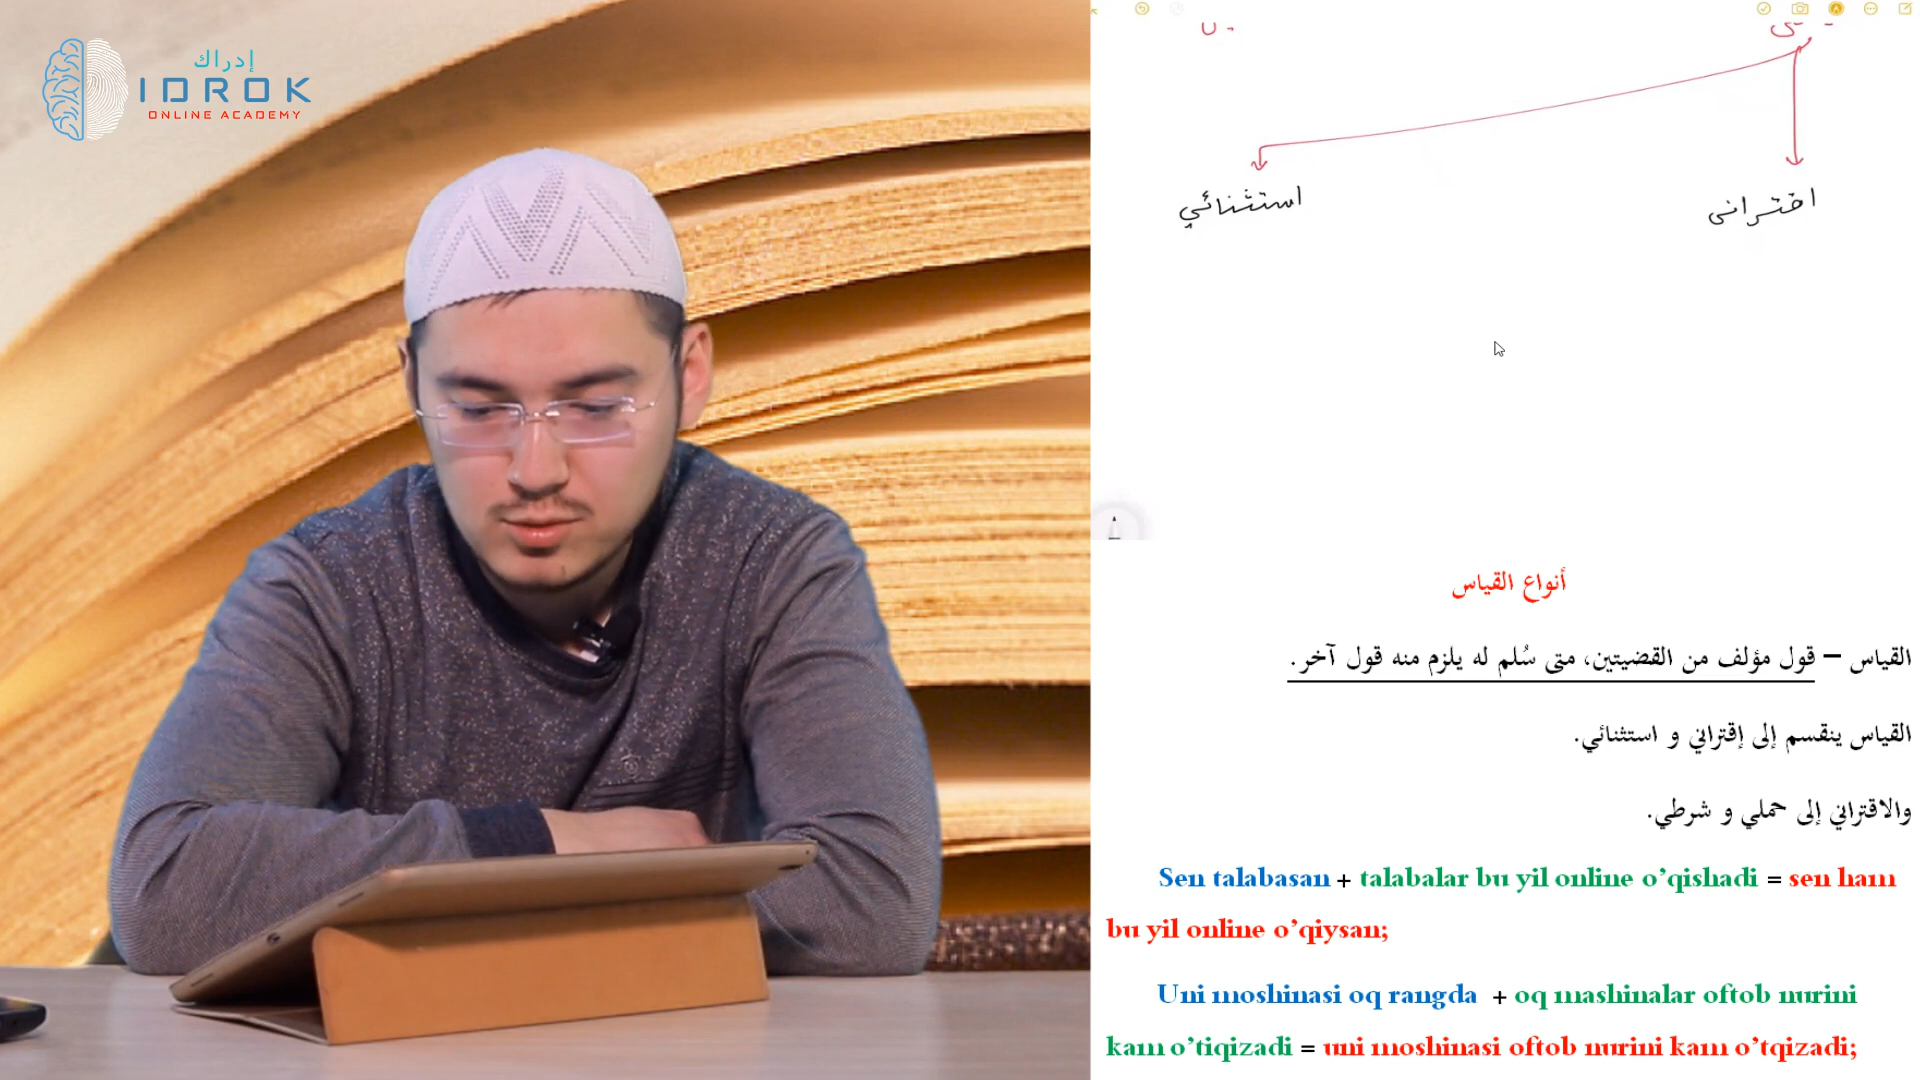 إدراك
IDROK
ONLINE ACADEMY
استثنائي
اقتراني
أنواع القياس
القياس – قول مؤلف من القضيتين، متى سُلم له يلزم منه قول آخر.
القياس ينقسم إلى إقتراني و استثنائي.
والاقتراني إلى حملي و شرطي.
Sen talabasan + talabalar bu yil online o’qishadi = sen ham
bu yil online o’qiysan;
Uni moshinasi oq rangda + oq mashinalar oftob nurini
kam o’tiqizadi = uni moshinasi oftob nurini kam o’tqizadi;